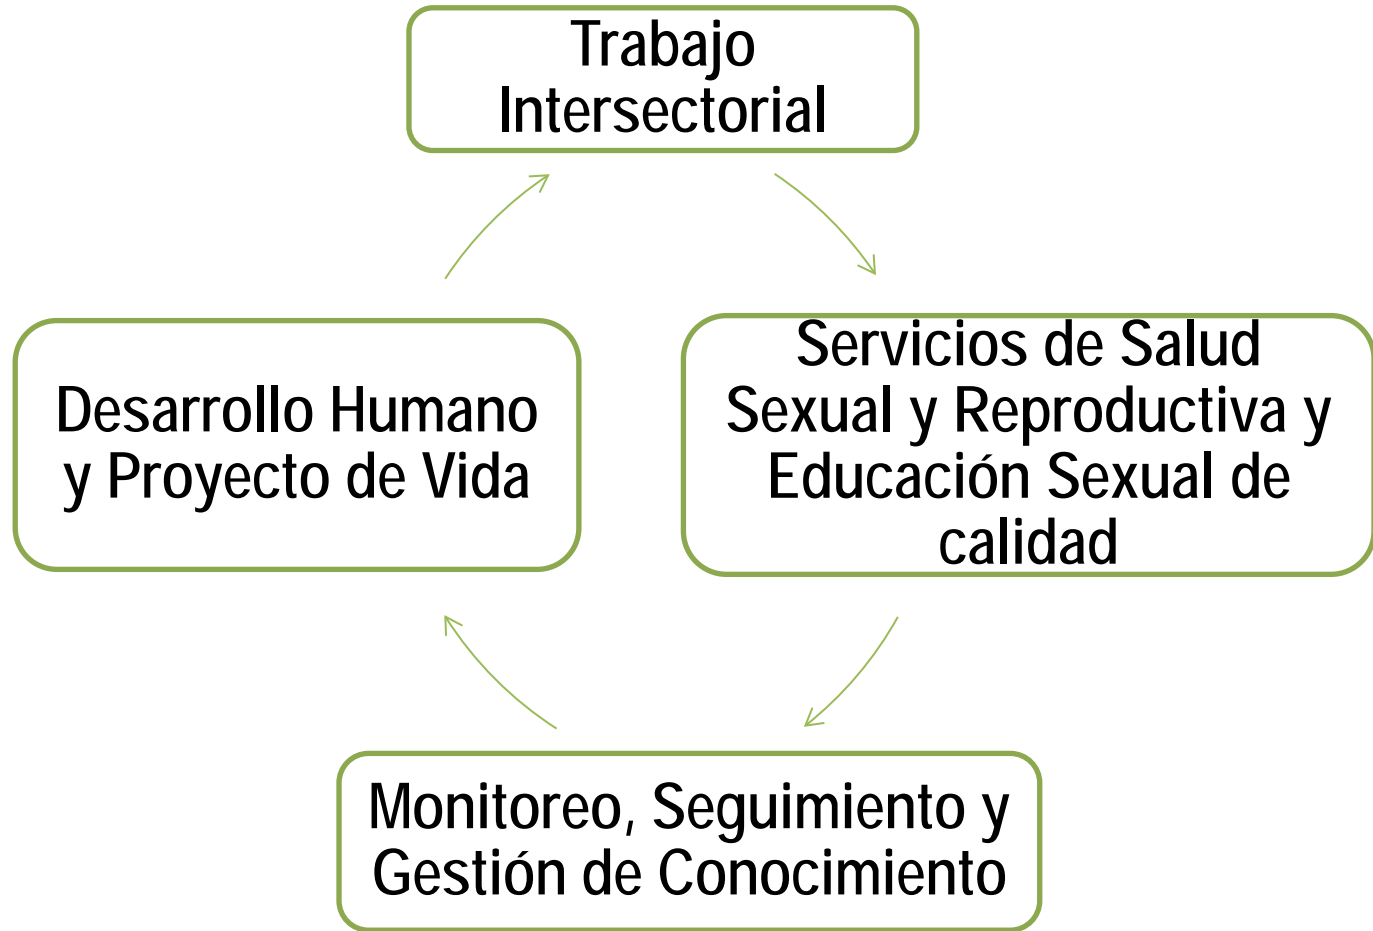 Trabajo
Intersectorial
Servicios de Salud
Sexual y Reproductiva y
Educación Sexual de
calidad
Monitoreo, Seguimiento y
Gestión de Conocimiento
Desarrollo Humano
y Proyecto de Vida